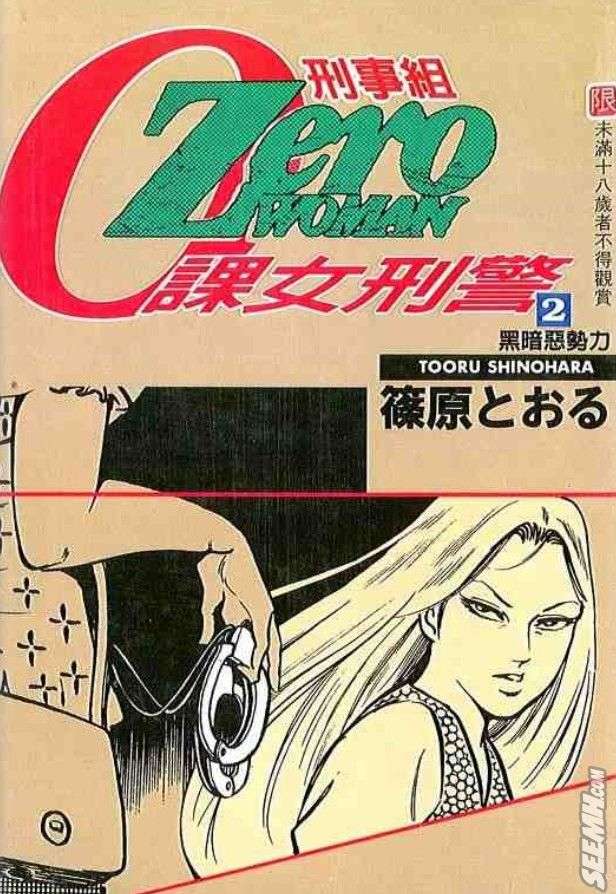 刑事組
0
Zero
WOMAN
課女刑警
2
黑暗惡勢力
TOORU SHINOHARA
篠原とおる
限
未滿十八歲者不得觀賞
SEEMH.COM